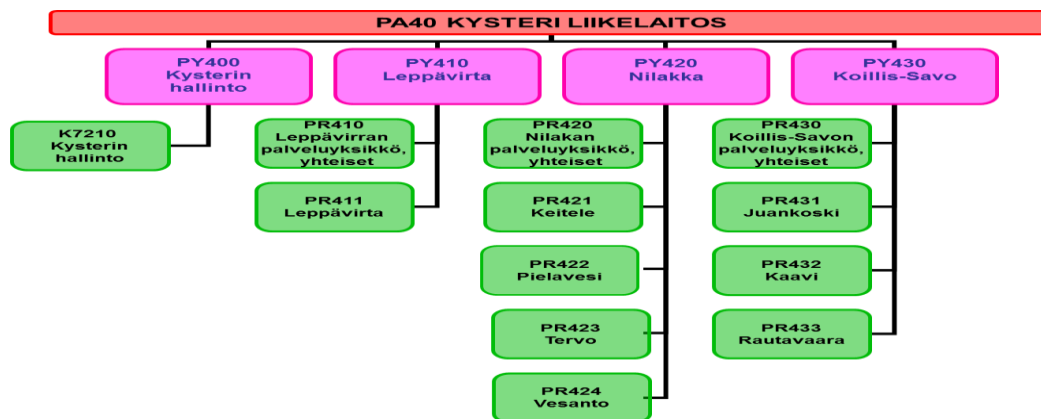 PA40 KYSTERI LIIKELAITOS
PY400
Kysterin
hallinto
PY410
Leppävirta
PY420
Nilakka
PY430
Koillis-Savo
K7210
Kysterin
hallinto
PR410
Leppävirran
palveluyksikkö,
yhteiset
PR420
Nilakan
palveluyksikkö,
yhteiset
PR430
Koillis-Savon
palveluyksikkö,
yhteiset
PR411
Leppävirta
PR421
Keitele
PR431
Juankoski
PR422
Pielavesi
PR432
Kaavi
PR423
Tervo
PR433
Rautavaara
PR424
Vesanto